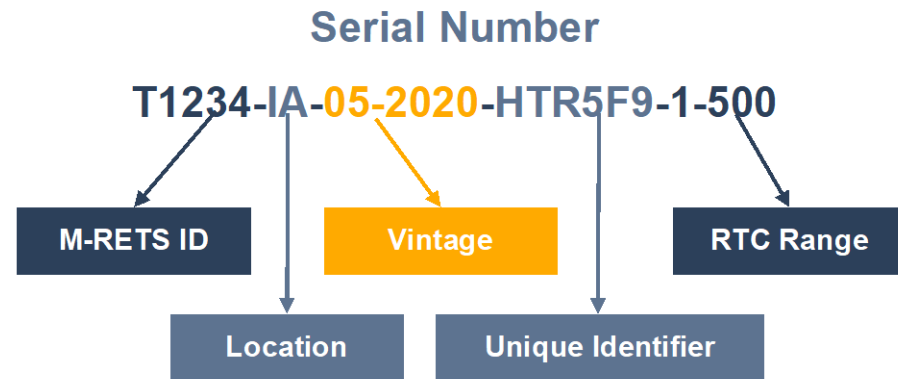 Serial Number
T1234-IA-05-2020-HTR5F9-1-500
M-RETS ID
Vintage
RTC Range
Location
Unique Identifier